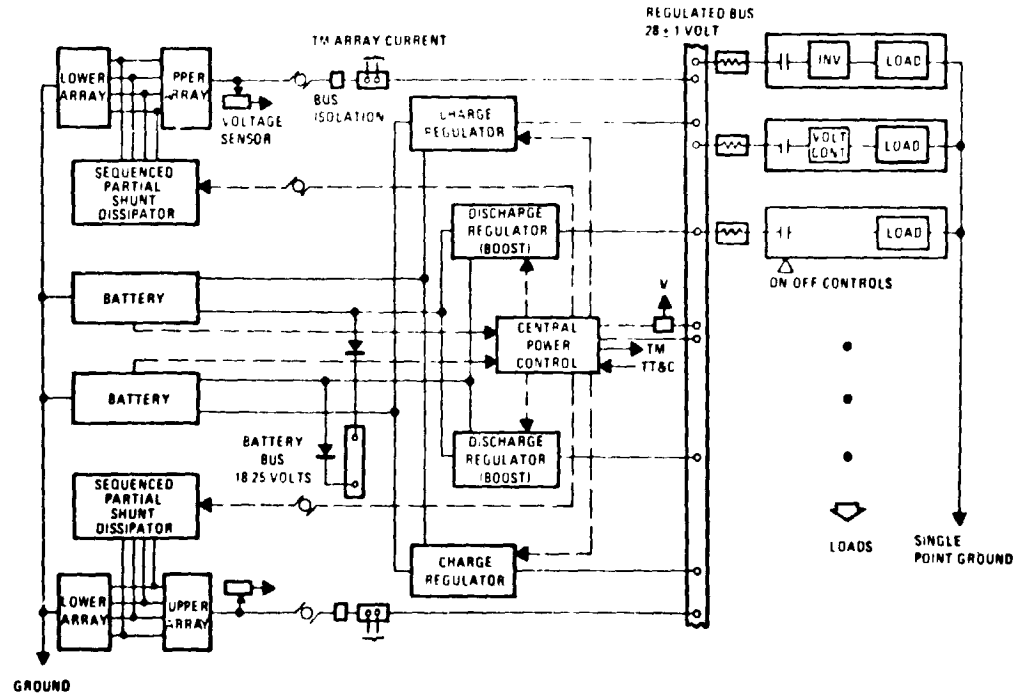 REGULATED BUS
28 ± 1 VOLT
TM ARRAY CURRENT
LOWER
ARRAY
PPER
ARRAY
VOLTAGE
SENSOR
BUS
ISOLATION
CHARGE
REGULATOR
INV
LOAD
VOLT
CONT
LOAD
SEQUENCED
PARTIAL
SHUNT
DISSIPATOR
DISCHARGE
REGULATOR
(BOOST)
LOAD
ON OFF CONTROLS
BATTERY
V
CENTRAL
POWER
CONTROL
TM
TT&C
BATTERY
BATTERY
BUS
18 25 VOLTS
DISCHARGE
REGULATOR
(BOOST)
SEQUENCED
PARTIAL
SHUNT
DISSIPATOR
LOADS
SINGLE
POINT GROUND
CHARGE
REGULATOR
LOWER
ARRAY
UPPER
ARRAY
GROUND